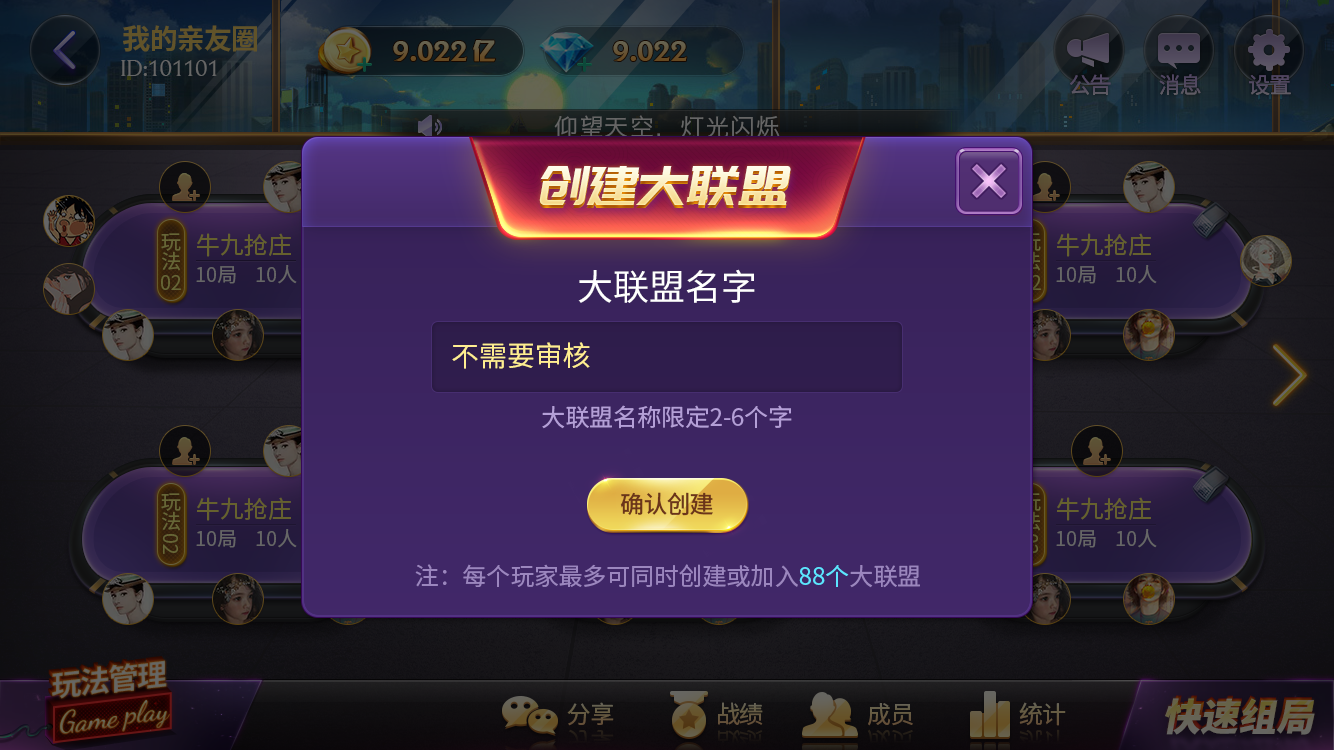 我的亲友圈
ID:101101
9.022 亿
9.022
公告
消息
设置
仰望天空，灯光闪烁
创建大联盟
大联盟名字
不需要审核
大联盟名称限定2-6个字
确认创建
注：每个玩家最多可同时创建或加入88个大联盟
玩法02
牛九抢庄
10局 10人
牛九抢庄
10局 10人
玩法02
牛九抢庄
10局 10人
牛九抢庄
10局 10人
玩法管理
Game play
分享
战绩
成员
统计
快速组局